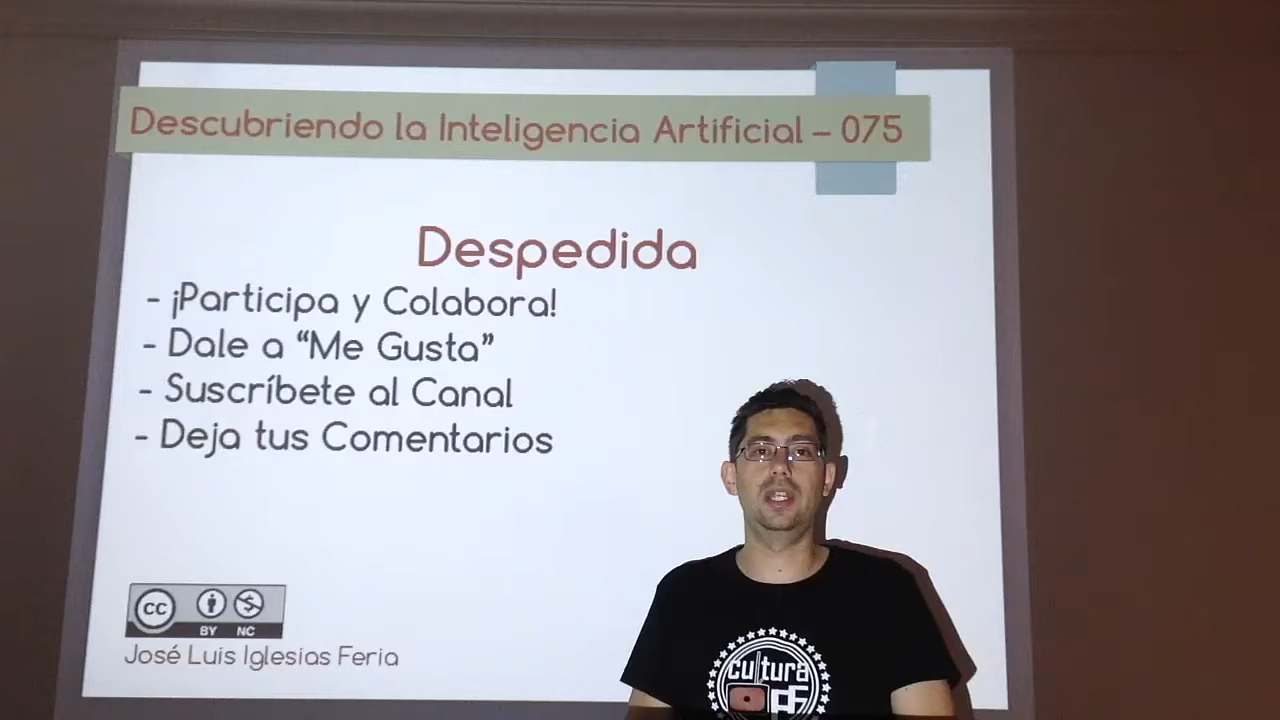 Descubriendo la Inteligencia Artificial – 075
Despedida
- ¡Participa y Colabora!
- Dale a “Me Gusta”
- Suscríbete al Canal
- Deja tus Comentarios
cc
BY NC
José Luis Iglesias Feria
cultura